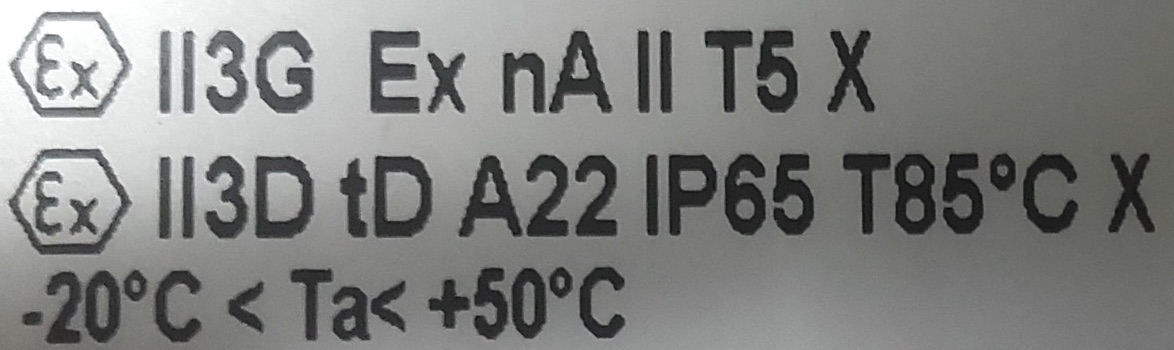 Ex II3G Ex nA II T5 X
Ex II3D tD A22 IP65 T85°C X
-20°C < Ta< +50°C